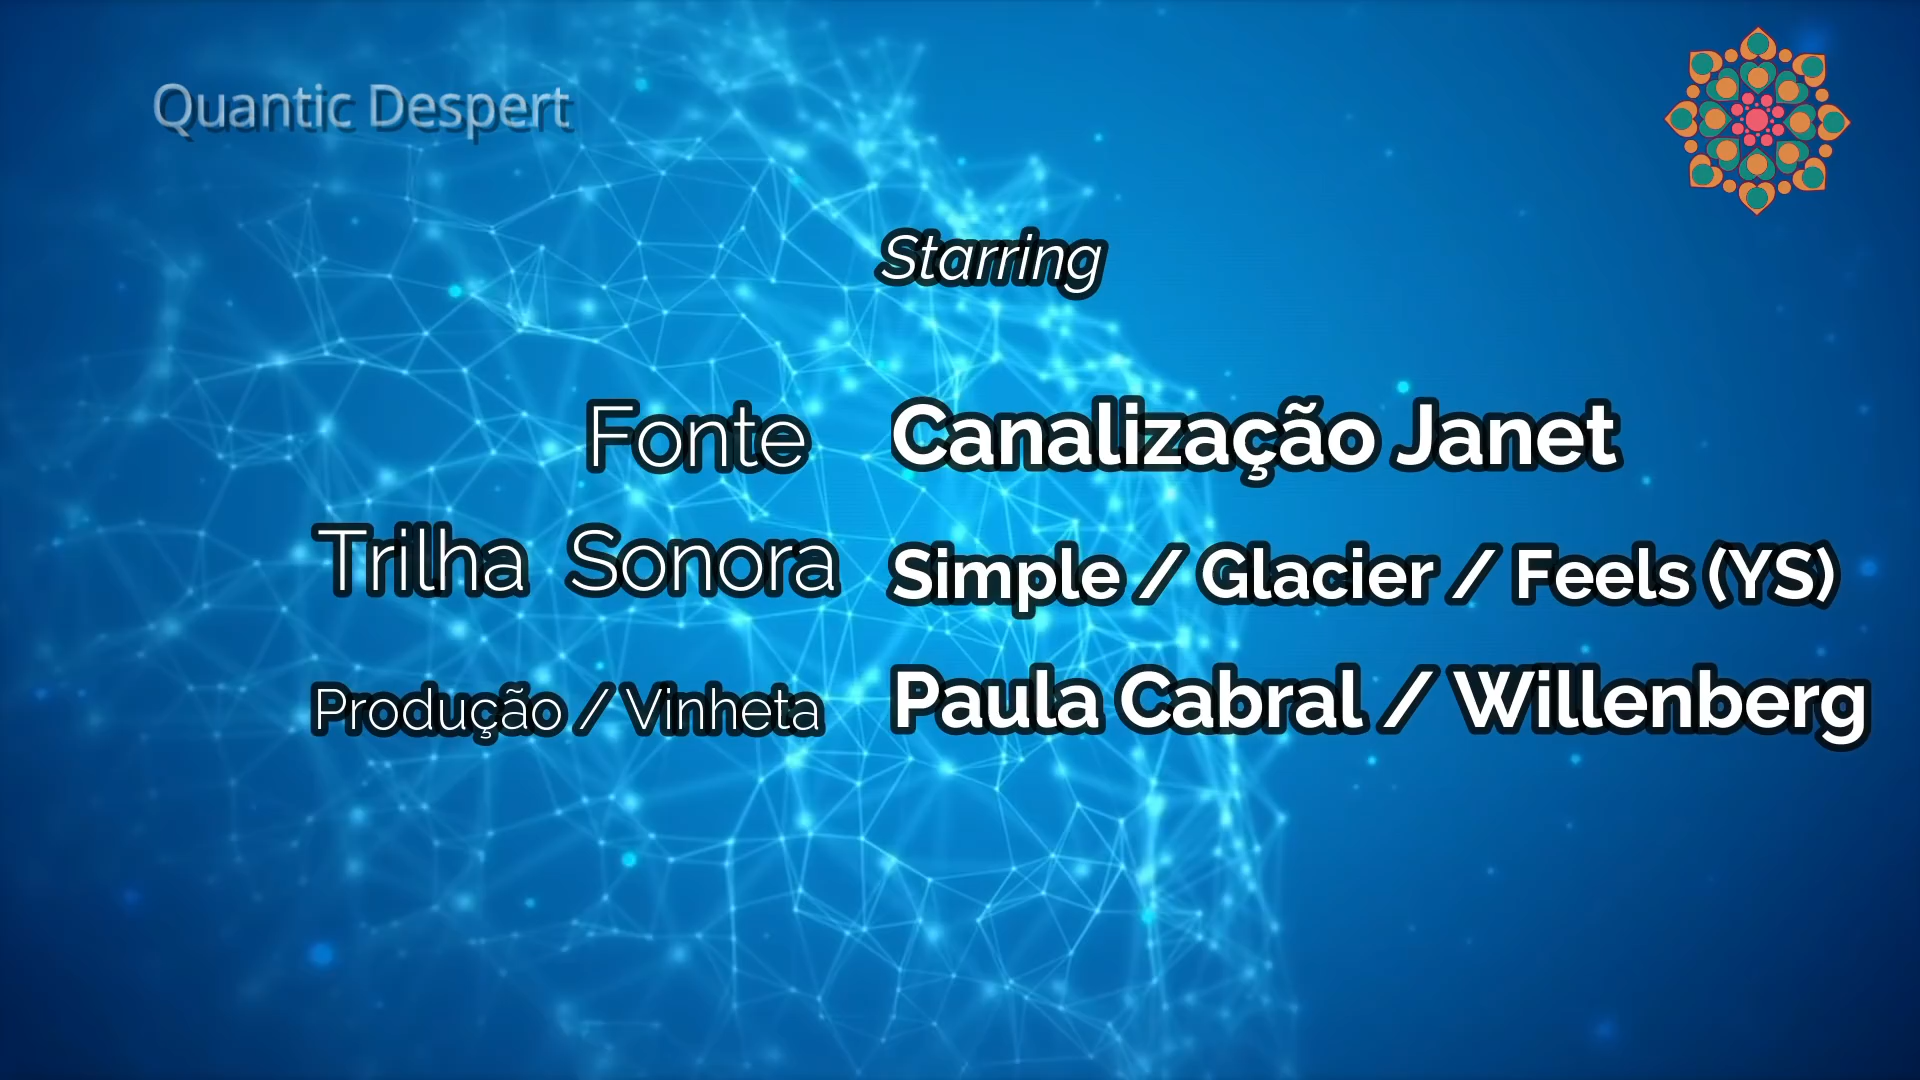 Quantic Despert
Starring
Fonte Canalização Janet
Trilha Sonora Simple / Glacier / Feels (YS)
Produção / Vinheta Paula Cabral / Willenberg